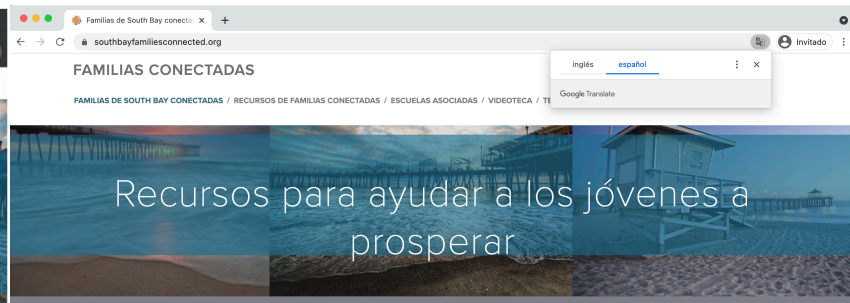 Familias de South Bay conecta
southbayfamiliesconnected.org
Invitado
inglés español
Google Translate
FAMILIAS CONECTADAS
FAMILIAS DE SOUTH BAY CONECTADAS / RECURSOS DE FAMILIAS CONECTADAS / ESCUELAS ASOCIADAS / VIDEOTECA /
Recursos para ayudar a los jóvenes a
prosperar